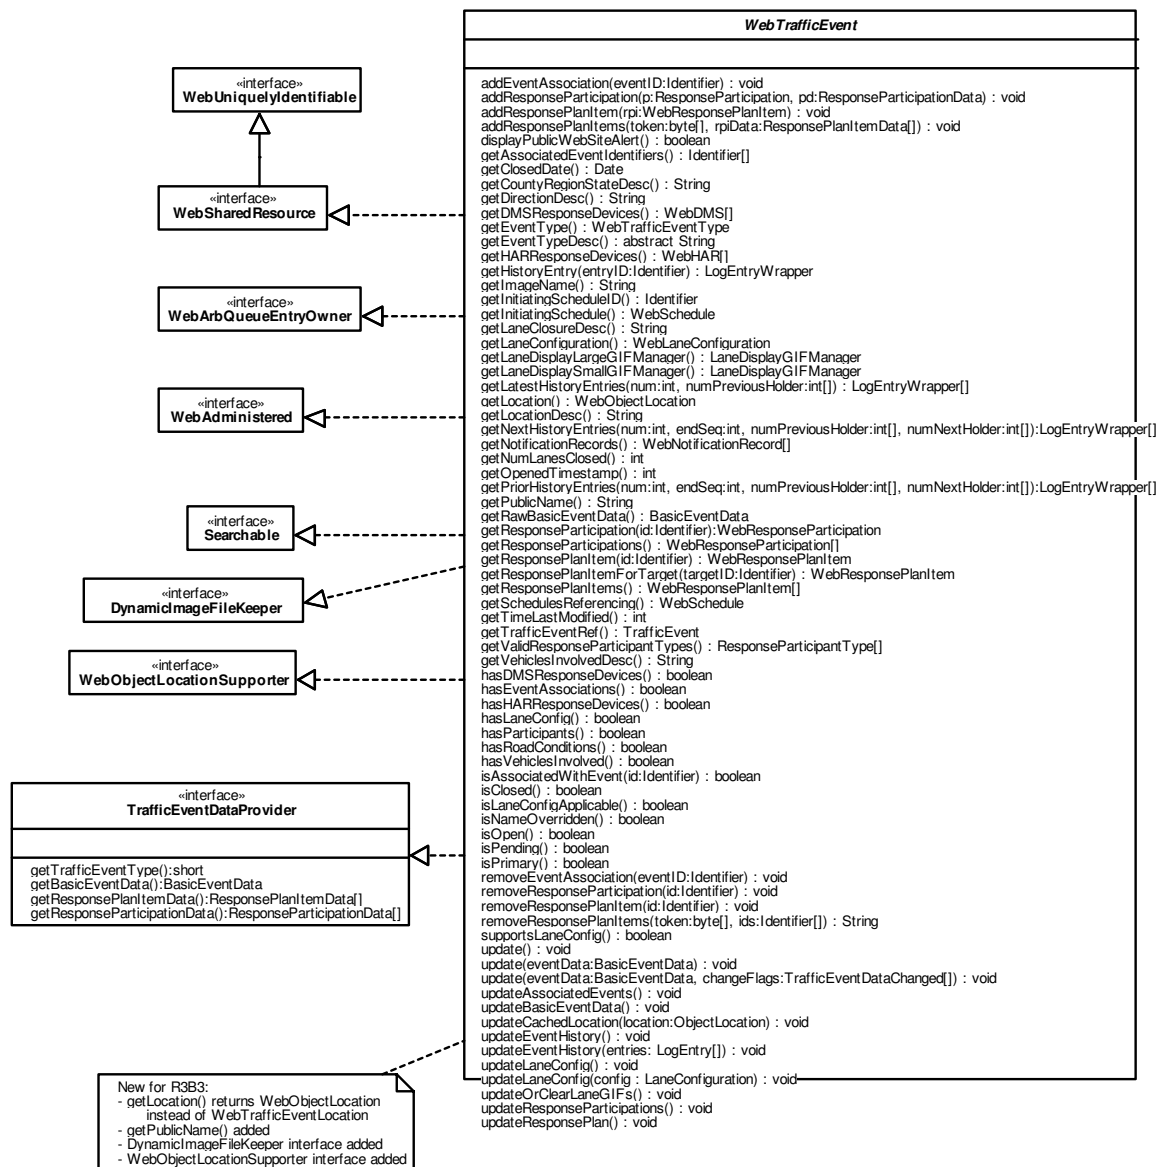 WebTrafficEvent
addEventAssociation(eventID:Identifier) : void
addResponseParticipation(p:ResponseParticipation, pd:ResponseParticipationData) : void
addResponsePlanItem(rpi:WebResponsePlanItem) : void
addResponsePlanItems(token:byte[], rpiData:ResponsePlanItemData[]) : void
displayPublicWebSiteAlert() : boolean
getAssociatedEventIdentifiers() : Identifier[]
getClosedDate() : Date
getCountyRegionStateDesc() : String
getDirectionDesc() : String
getDMSResponseDevices() : WebDMS[]
getEventType() : WebTrafficEventType
getEventTypeDesc() : abstract String
getHARResponseDevices() : WebHAR[]
getHistoryEntry(entryID:Identifier) : LogEntryWrapper
getImageName() : String
getInitiatingScheduleID() : Identifier
getInitiatingSchedule() : WebSchedule
getLaneClosureDesc() : String
getLaneConfiguration() : WebLaneConfiguration
getLaneDisplayLargeGIFManager() : LaneDisplayGIFManager
getLaneDisplaySmallGIFManager() : LaneDisplayGIFManager
getLatestHistoryEntries(num:int, numPreviousHolder:int[]) : LogEntryWrapper[]
getLocation() : WebObjectLocation
getLocationDesc() : String
getNextHistoryEntries(num:int, endSeq:int, numPreviousHolder:int[], numNextHolder:int[]):LogEntryWrapper[]
getNotificationRecords() : WebNotificationRecord[]
getNumLanesClosed() : int
getOpenedTimestamp() : int
getPriorHistoryEntries(num:int, endSeq:int, numPreviousHolder:int[], numNextHolder:int[]):LogEntryWrapper[]
getPublicName() : String
getRawBasicEventData() : BasicEventData
getResponseParticipation(id:Identifier):WebResponseParticipation
getResponseParticipations() : WebResponseParticipation[]
getResponsePlanItem(id:Identifier) : WebResponsePlanItem
getResponsePlanItemForTarget(targetID:Identifier) : WebResponsePlanItem
getResponsePlanItems() : WebResponsePlanItem[]
getSchedulesReferencing() : WebSchedule
getTimeLastModified() : int
getTrafficEventRef() : TrafficEvent
getValidResponseParticipantTypes() : ResponseParticipantType[]
getVehiclesInvolvedDesc() : String
hasDMSResponseDevices() : boolean
hasEventAssociations() : boolean
hasHARResponseDevices() : boolean
hasLaneConfig() : boolean
hasParticipants() : boolean
hasRoadConditions() : boolean
hasVehiclesInvolved() : boolean
isAssociatedWithEvent(id:Identifier) : boolean
isClosed() : boolean
isLaneConfigApplicable() : boolean
isNameOverridden() : boolean
isOpen() : boolean
isPending() : boolean
isPrimary() : boolean
removeEventAssociation(eventID:Identifier) : void
removeResponseParticipation(id:Identifier) : void
removeResponsePlanItem(id:Identifier) : void
removeResponsePlanItems(token:byte[], ids:Identifier[]) : String
supportsLaneConfig() : boolean
update() : void
update(eventData:BasicEventData) : void
update(eventData:BasicEventData, changeFlags:TrafficEventDataChanged[]) : void
updateAssociatedEvents() : void
updateBasicEventData() : void
updateCachedLocation(location:ObjectLocation) : void
updateEventHistory() : void
updateEventHistory(entries: LogEntry[]) : void
updateLaneConfig() : void
updateLaneConfig(config : LaneConfiguration) : void
updateOrClearLaneGIFs() : void
updateResponseParticipations() : void
updateResponsePlan() : void
«interface»
WebUniquelyIdentifiable
«interface»
WebSharedResource
«interface»
WebArbQueueEntryOwner
«interface»
WebAdministered
«interface»
Searchable
«interface»
DynamicImageFileKeeper
«interface»
WebObjectLocationSupporter
«interface»
TrafficEventDataProvider
getTrafficEventType():short
getBasicEventData():BasicEventData
getResponsePlanItemData():ResponsePlanItemData[]
getResponseParticipationData():ResponseParticipationData[]
New for R3B3:
- getLocation() returns WebObjectLocation
instead of WebTrafficEventLocation
- getPublicName() added
- DynamicImageFileKeeper interface added
- WebObjectLocationSupporter interface added